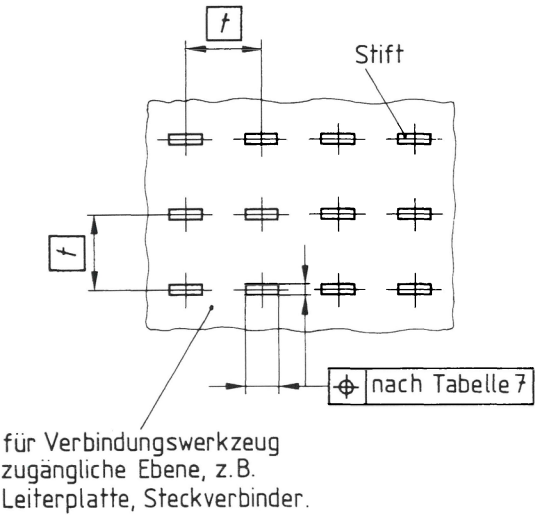 t
Stift
t
nach Tabelle 7
für Verbindungswerkzeug
zugängliche Ebene, z.B.
Leiterplatte, Steckverbinder.